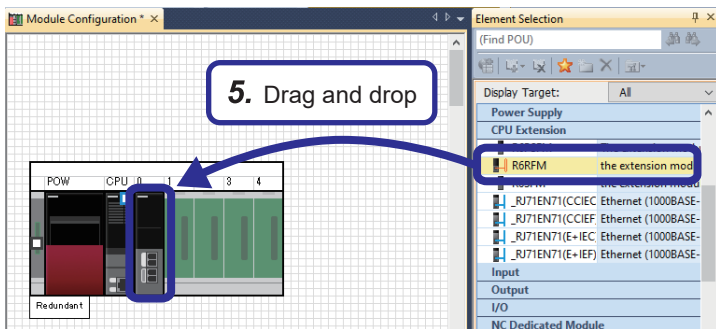 Module Configuration * ×
Element Selection
(Find POU)
Display Target: All
Power Supply
CPU Extension
R6RFM the extension modu
_RJ71EN71(CCIEC Ethernet (1000BASE-
_RJ71EN71(CCIEF) Ethernet (1000BASE-
_RJ71EN71(E+IEC) Ethernet (1000BASE-
_RJ71EN71(E+IEF) Ethernet (1000BASE-
Input
Output
I/O
NC Dedicated Module
5. Drag and drop
POW CPU 0 1 3 4
Redundant